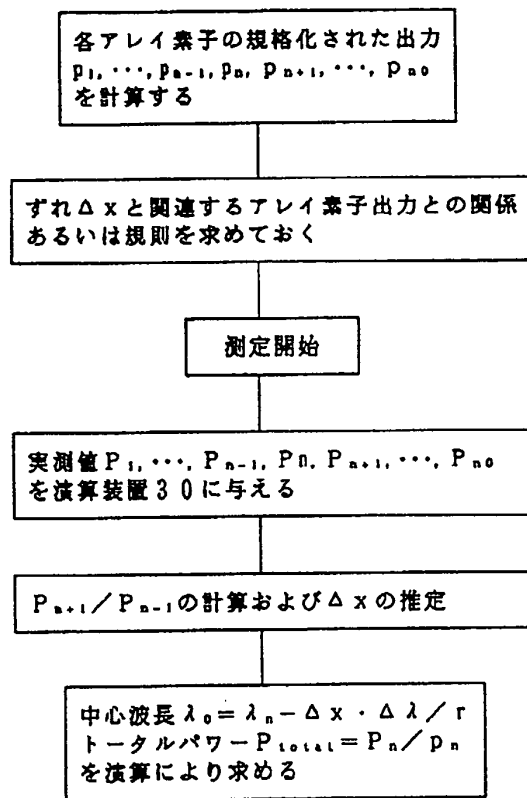 各アレイ素子の規格化された出力
p₁, ···, pₙ₋₁, pₙ, pₙ₊₁, ···, pₙ₀
を計算する
ずれΔxと関連するアレイ素子出力との関係
あるいは規則を求めておく
測定開始
実測値P₁, ···, Pₙ₋₁, Pn, Pₙ₊₁, ···, Pₙ₀
を演算装置30に与える
Pₙ₊₁/Pₙ₋₁の計算およびΔxの推定
中心波長λ₀=λₙ−Δx·Δλ/r
トータルパワーPₜₒₜₐₗ=Pₙ/pₙ
を演算により求める